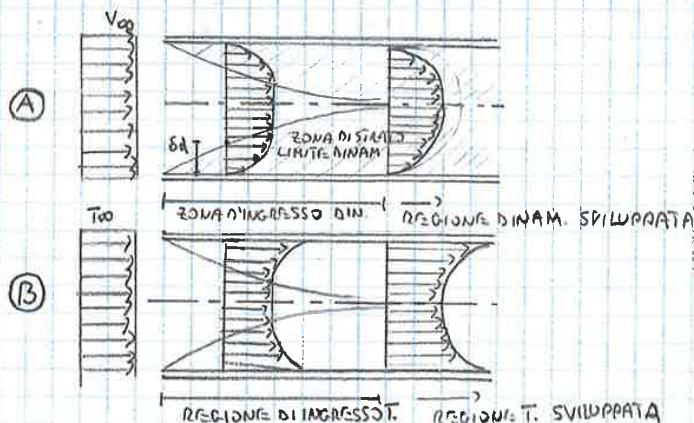 V∞
A
δd
ZONA DI STRATO
LIMITE DINAM
ZONA D'INGRESSO DIN.
REGIONE DINAM. SVILUPPATA
T∞
B
REGIONE DI INGRESSO T.
REGIONE T. SVILUPPATA